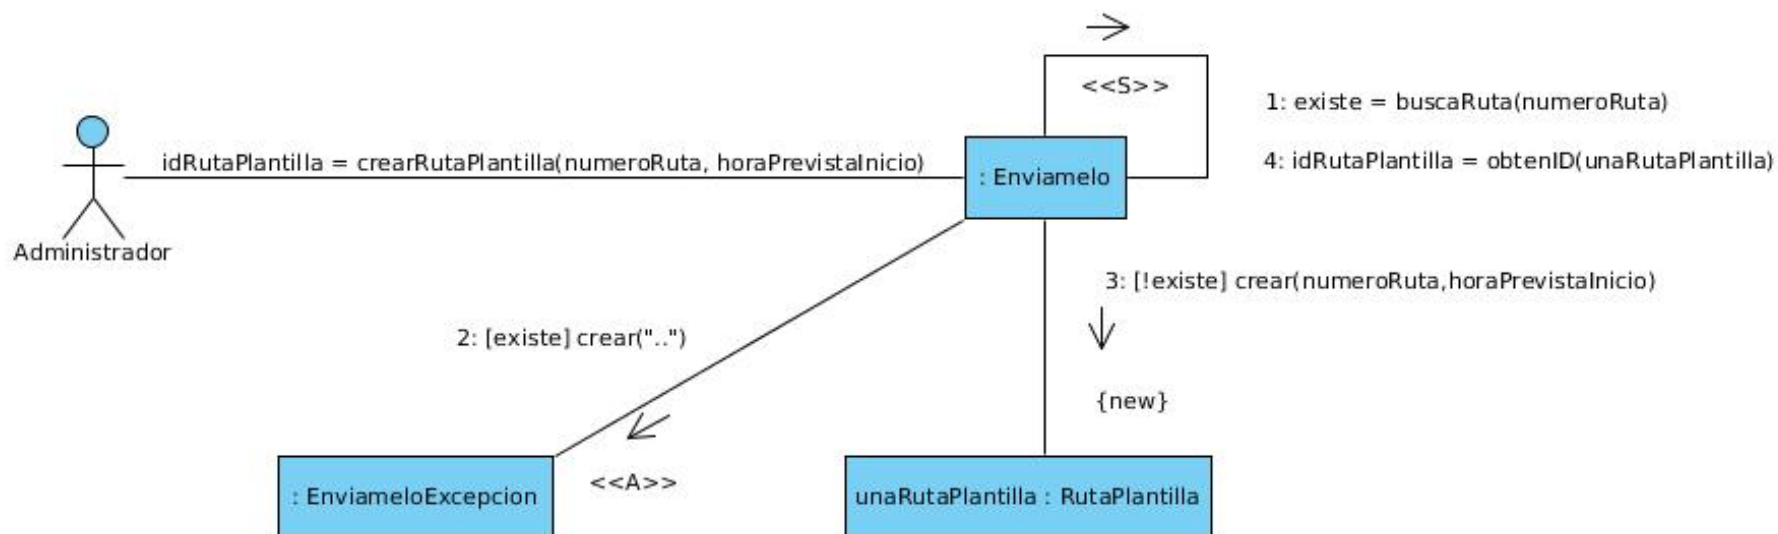 <<S>>
1: existe = buscaRuta(numeroRuta)
4: idRutaPlantilla = obtenID(unaRutaPlantilla)
idRutaPlantilla = crearRutaPlantilla(numeroRuta, horaPrevistaInicio)
: Enviamelo
Administrador
3: [!existe] crear(numeroRuta,horaPrevistaInicio)
2: [existe] crear("..")
{new}
<<A>>
: EnviameloExcepcion
unaRutaPlantilla : RutaPlantilla